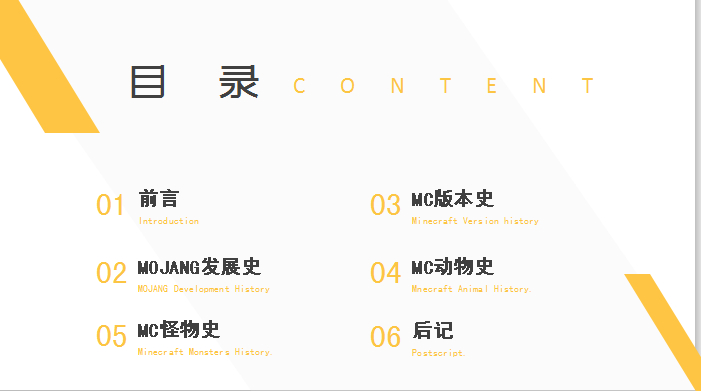 目 录 CONTENT
01 前言
Introduction
03 MC版本史
Minecraft Version history
02 MOJANG发展史
MOJANG Development History
04 MC动物史
Mnecraft Animal History.
05 MC怪物史
Minecraft Monsters History.
06 后记
Postscript.